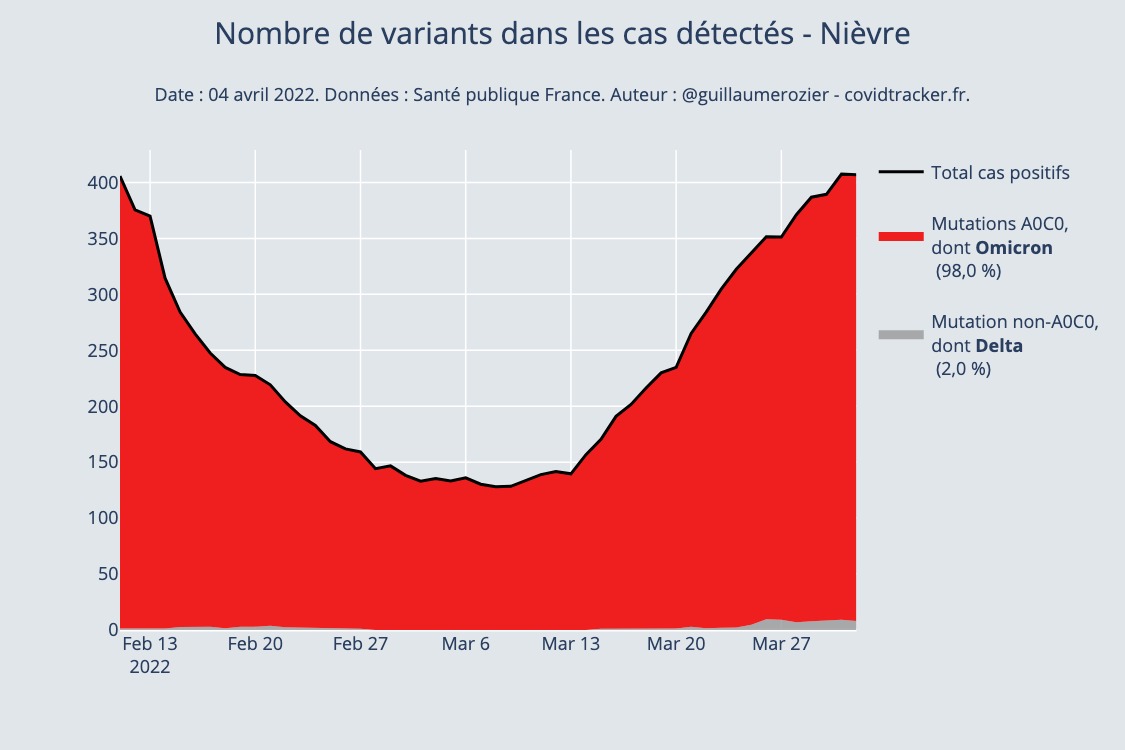 Nombre de variants dans les cas détectés - Nièvre
Date : 04 avril 2022. Données : Santé publique France. Auteur : @guillaumerozier - covidtracker.fr.
400
350
300
250
200
150
100
50
0
Feb 13 Feb 20 Feb 27 Mar 6 Mar 13 Mar 20 Mar 27
2022
Total cas positifs
Mutations A0C0,
dont Omicron
(98,0 %)
Mutation non-A0C0,
dont Delta
(2,0 %)